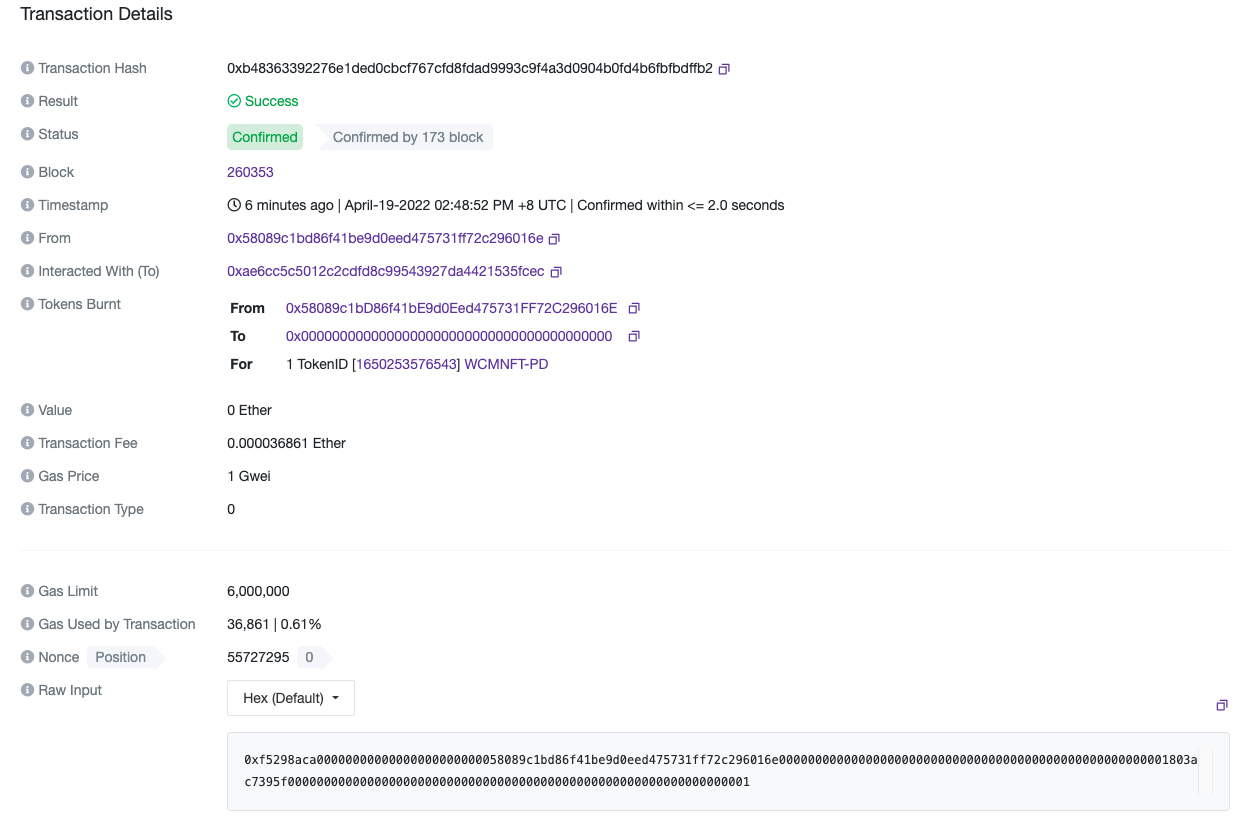 Transaction Details
Transaction Hash 0xb48363392276e1ded0cbcf767cfd8fdad9993c9f4a3d0904b0fd4b6fbfbdffb2
Result Success
Status Confirmed Confirmed by 173 block
Block 260353
Timestamp 6 minutes ago | April-19-2022 02:48:52 PM +8 UTC | Confirmed within <= 2.0 seconds
From 0x58089c1bd86f41be9d0eed475731ff72c296016e
Interacted With (To) 0xae6cc5c5012c2cdfd8c99543927da4421535fcec
Tokens Burnt
From 0x58089c1bD86f41bE9d0Eed475731FF72C296016E
To 0x0000000000000000000000000000000000000000
For 1 TokenID [1650253576543] WCMNFT-PD
Value 0 Ether
Transaction Fee 0.000036861 Ether
Gas Price 1 Gwei
Transaction Type 0
Gas Limit 6,000,000
Gas Used by Transaction 36,861 | 0.61%
Nonce Position 55727295 0
Raw Input Hex (Default)
0xf5298aca00000000000000000000000058089c1bd86f41be9d0eed475731ff72c296016e000000000000000000000000000000000000000000000000000001803a
c7395f0000000000000000000000000000000000000000000000000000000000000001